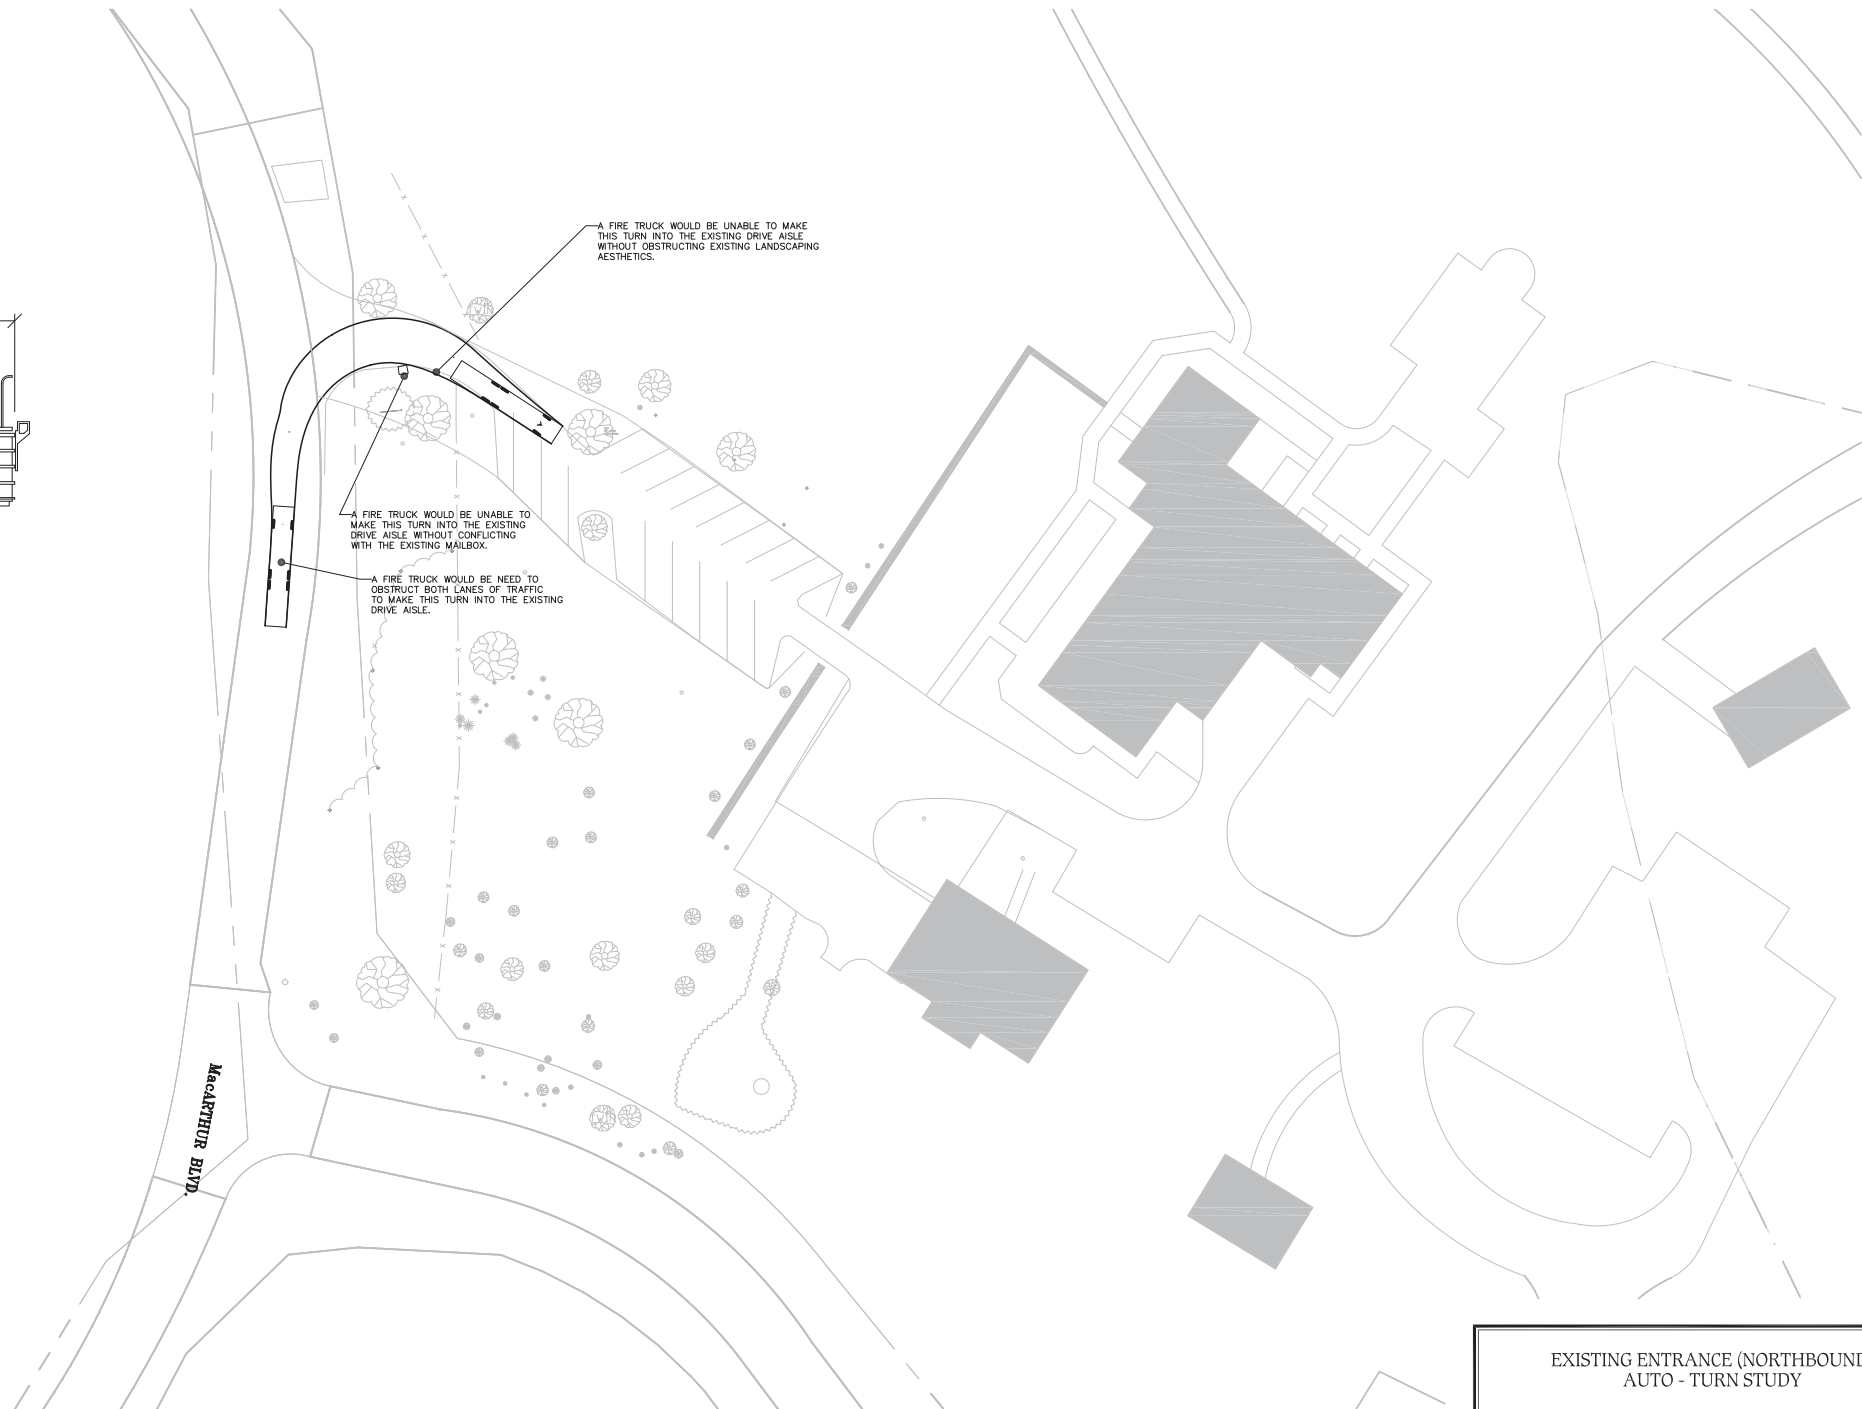 A FIRE TRUCK WOULD BE UNABLE TO MAKE
THIS TURN INTO THE EXISTING DRIVE AISLE
WITHOUT OBSTRUCTING EXISTING LANDSCAPING
AESTHETICS.
A FIRE TRUCK WOULD BE UNABLE TO
MAKE THIS TURN INTO THE EXISTING
DRIVE AISLE WITHOUT CONFLICTING
WITH THE EXISTING MAILBOX.
A FIRE TRUCK WOULD BE NEED TO
OBSTRUCT BOTH LANES OF TRAFFIC
TO MAKE THIS TURN INTO THE EXISTING
DRIVE AISLE.
MacARTHUR BLVD.
EXISTING ENTRANCE (NORTHBOUND
AUTO - TURN STUDY